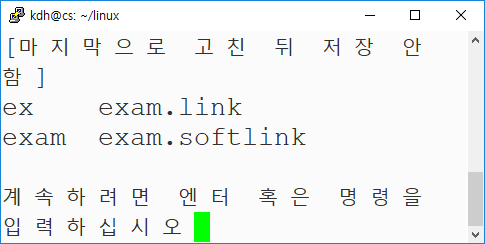 kdh@cs: ~/linux
[마 지 막 으 로   고 친   뒤   저 장   안
함 ]
ex    exam.link
exam  exam.softlink
계 속 하 려 면   엔 터   혹 은   명 령 을
입 력 하 십 시 오